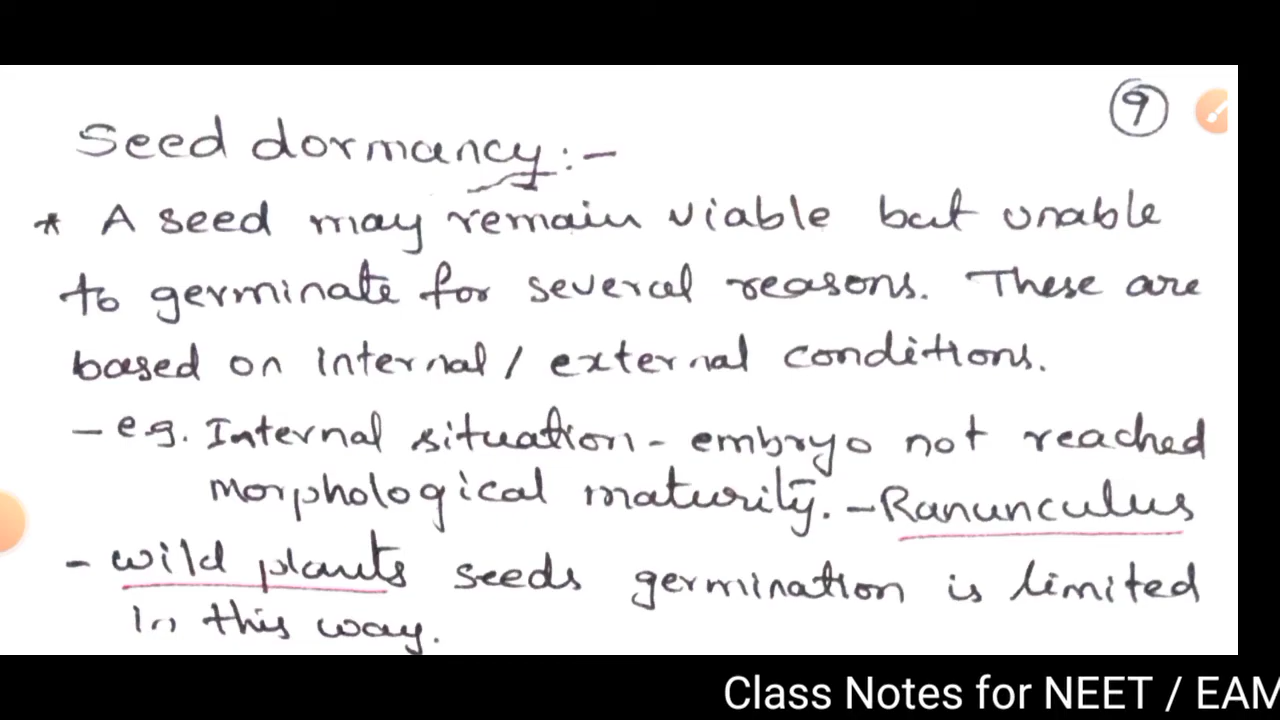 9
Seed dormancy:-
* A seed may remain viable but unable
to germinate for several reasons. These are
based on internal / external conditions.
- e.g. Internal situation - embryo not reached
morphological maturity. - Ranunculus
- wild plants seeds germination is limited
in this way.
Class Notes for NEET / EAM